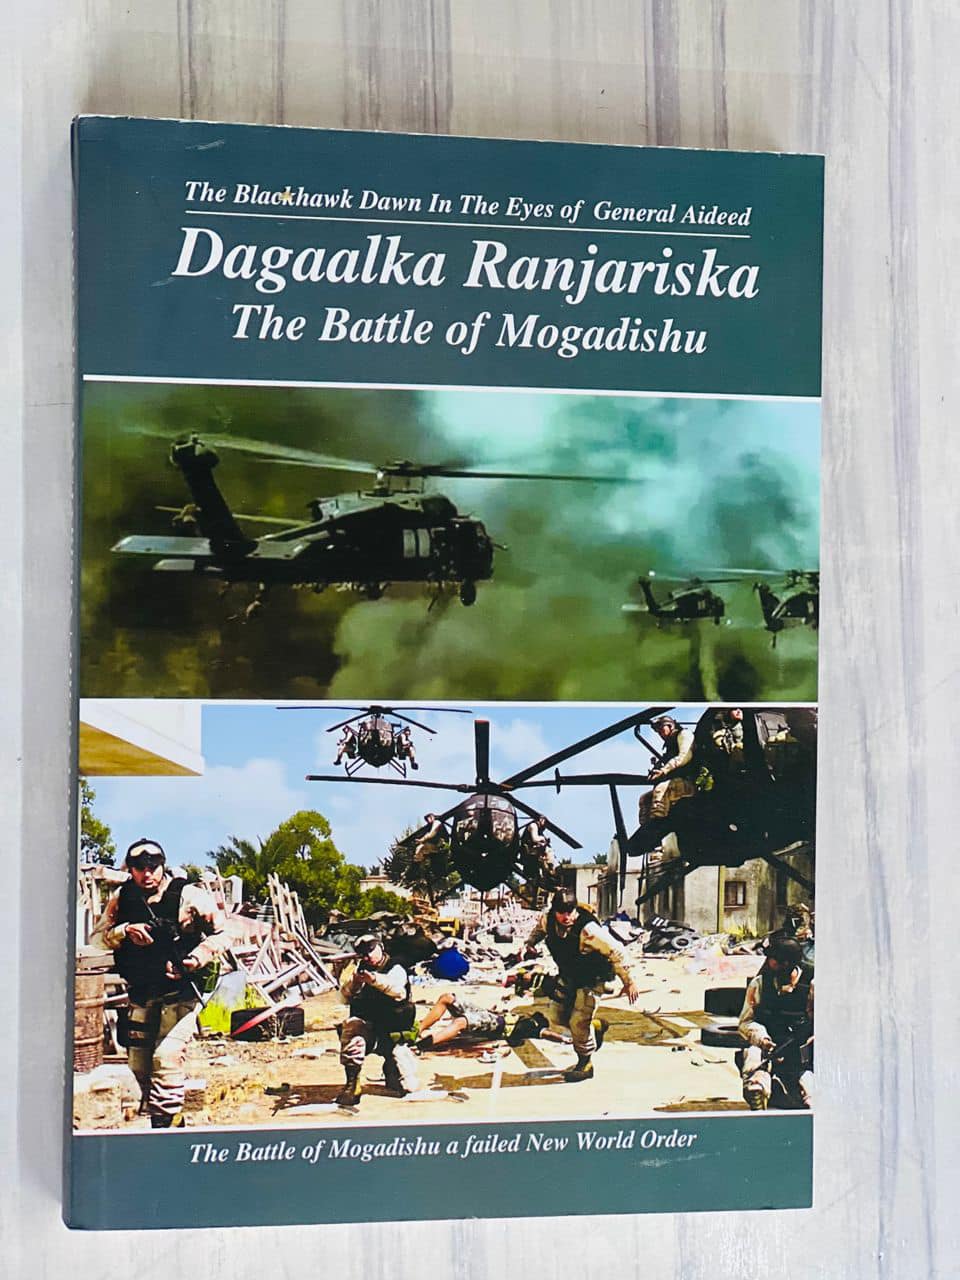 The Blackhawk Dawn In The Eyes of General Aideed
Dagaalka Ranjariska
The Battle of Mogadishu
The Battle of Mogadishu a failed New World Order